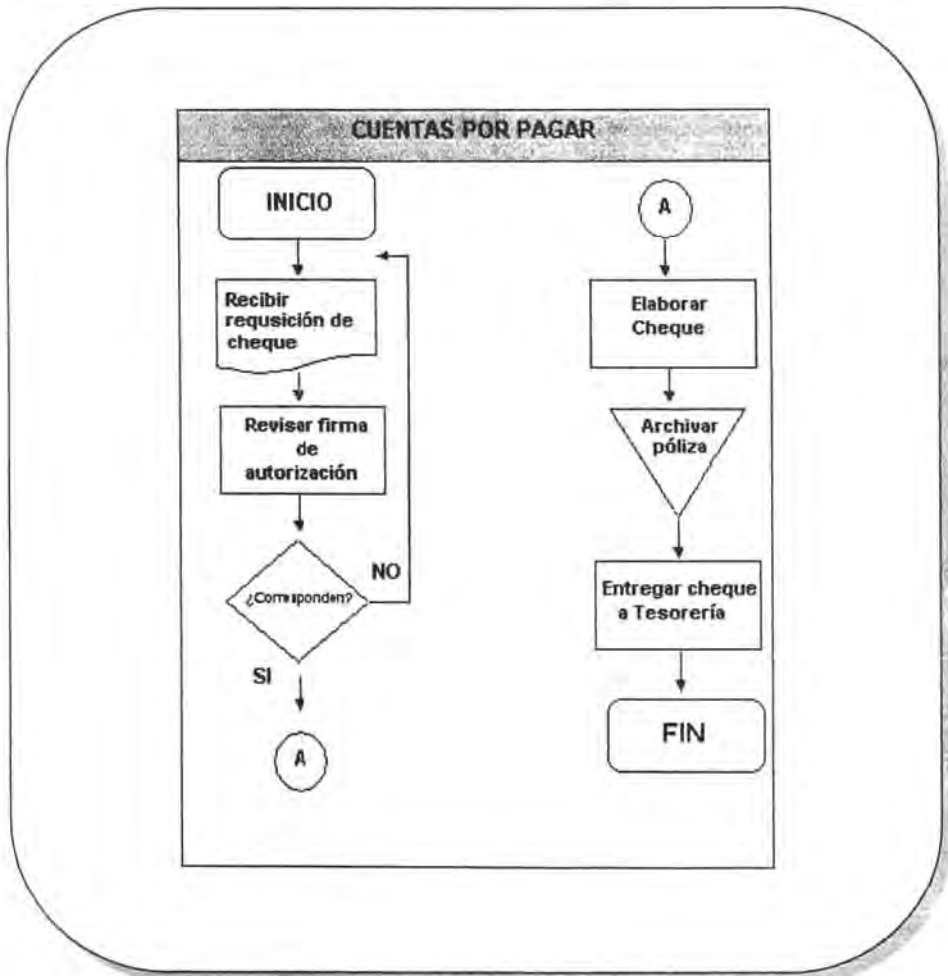 CUENTAS POR PAGAR
INICIO
Recibir
requsición de
cheque
Revisar firma
de
autorización
¿Corresponden?
NO
SI
A
A
Elaborar
Cheque
Archivar
póliza
Entregar cheque
a Tesorería
FIN